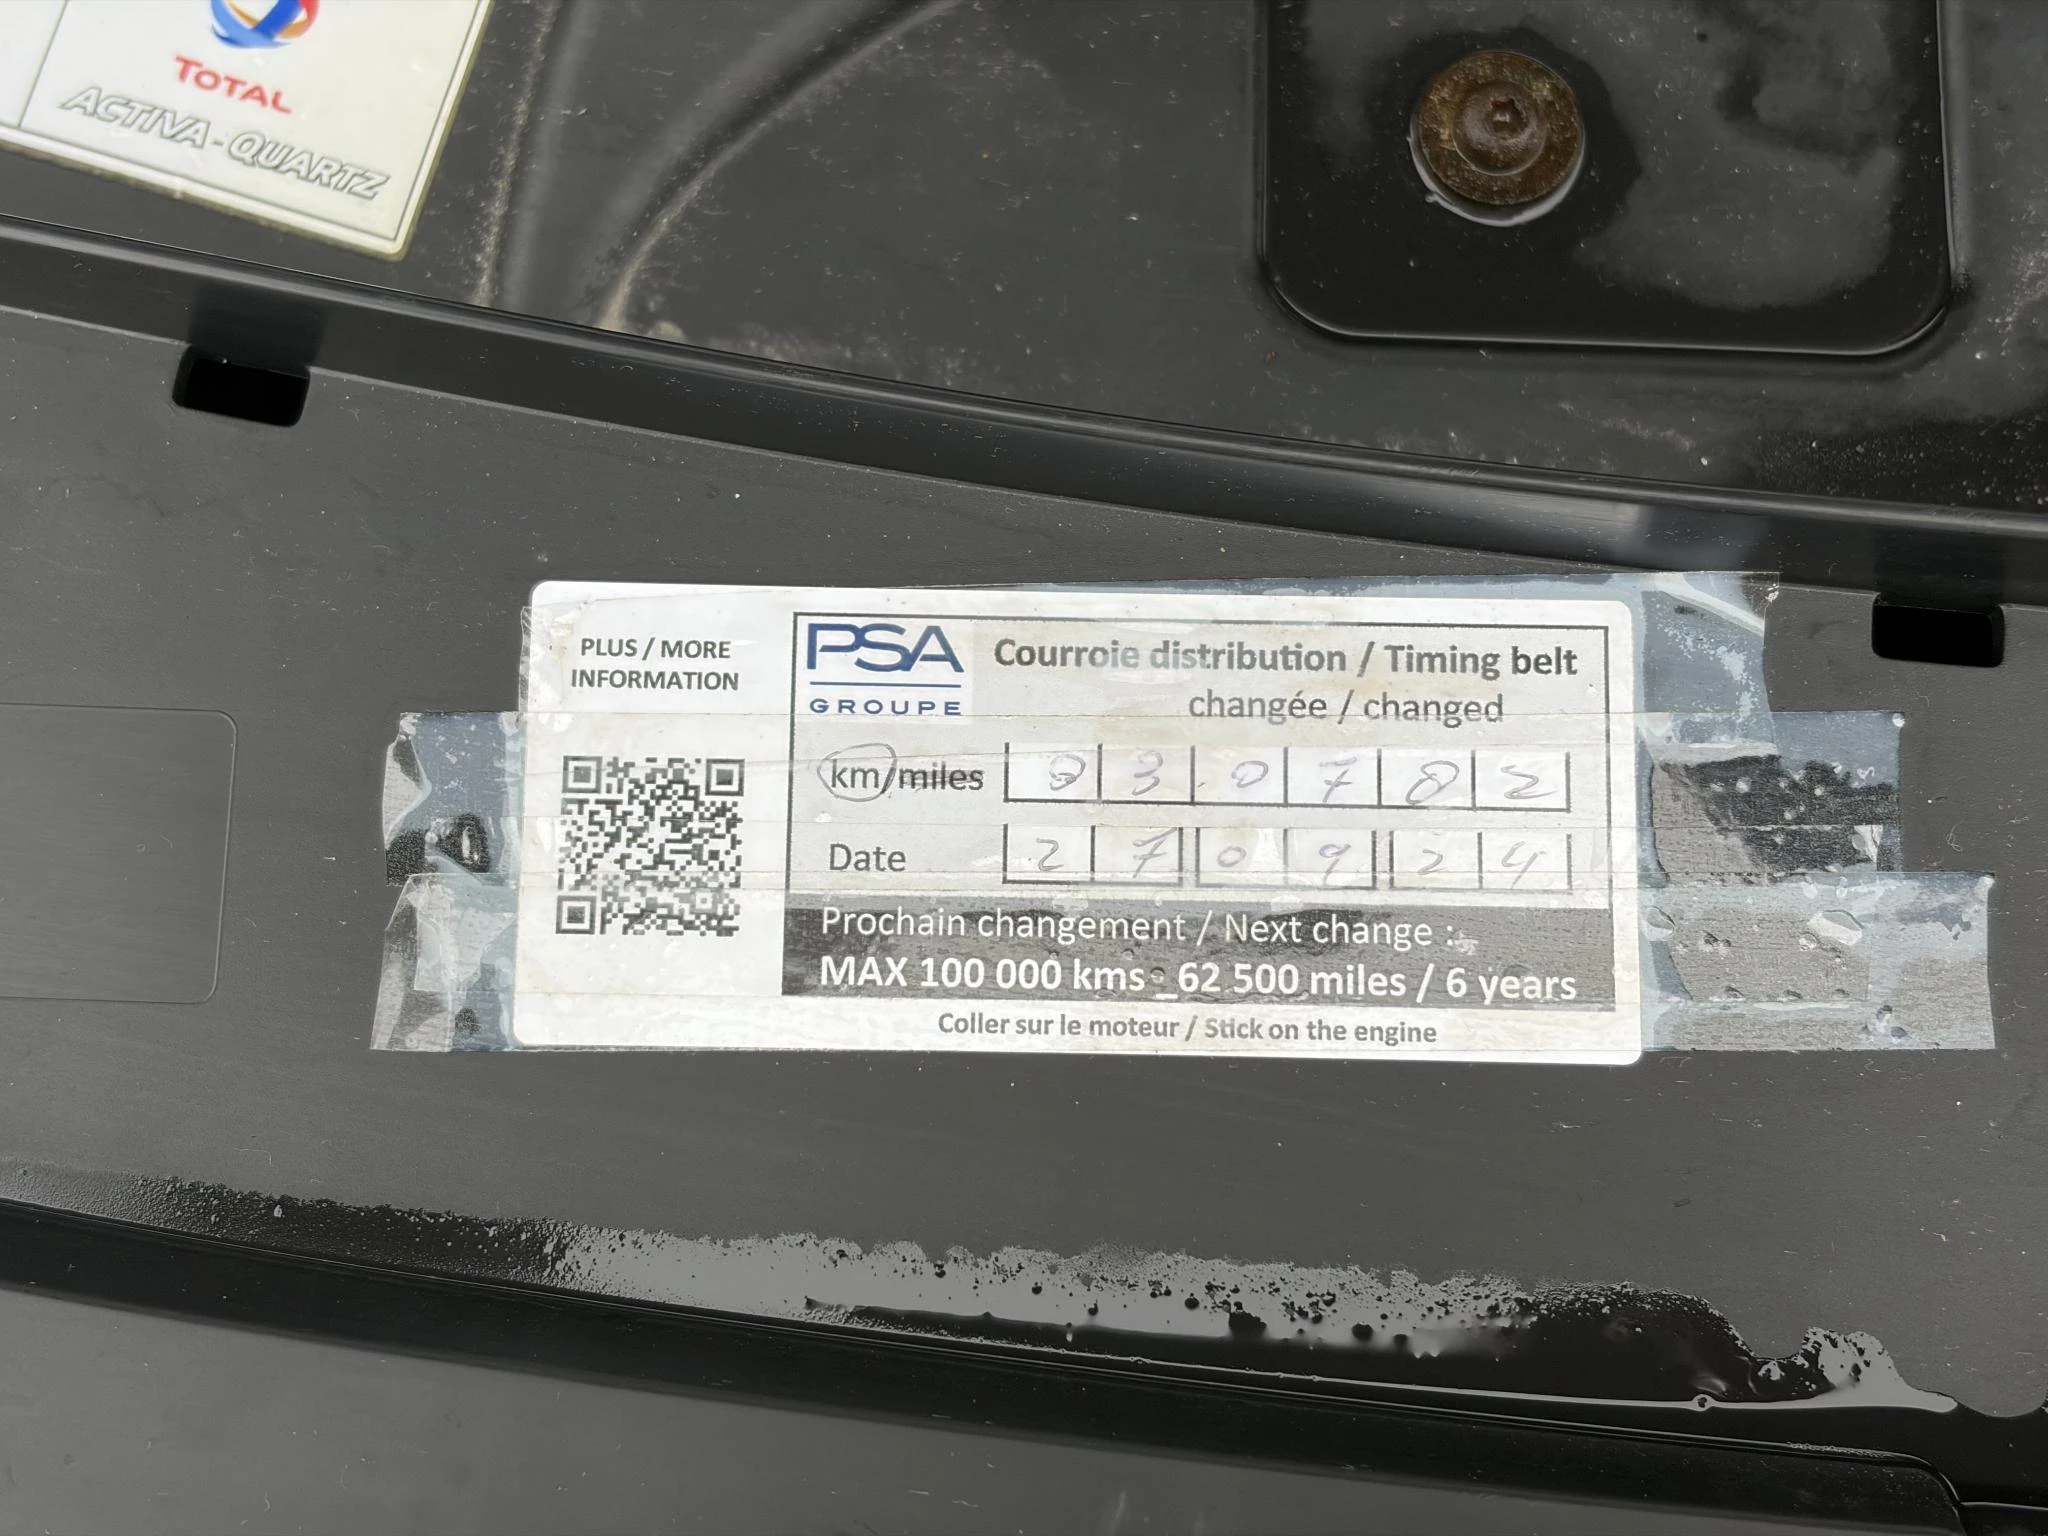 TOTAL
ACTIVA-QUARTZ
PLUS / MORE
INFORMATION
PSA
GROUPE
Courroie distribution / Timing belt
changée / changed
km/miles
3 0 7 8 2
Date 2 7 0 9 2 4
Prochain changement / Next change :
MAX 100 000 kms - 62 500 miles / 6 years
Coller sur le moteur / Stick on the engine